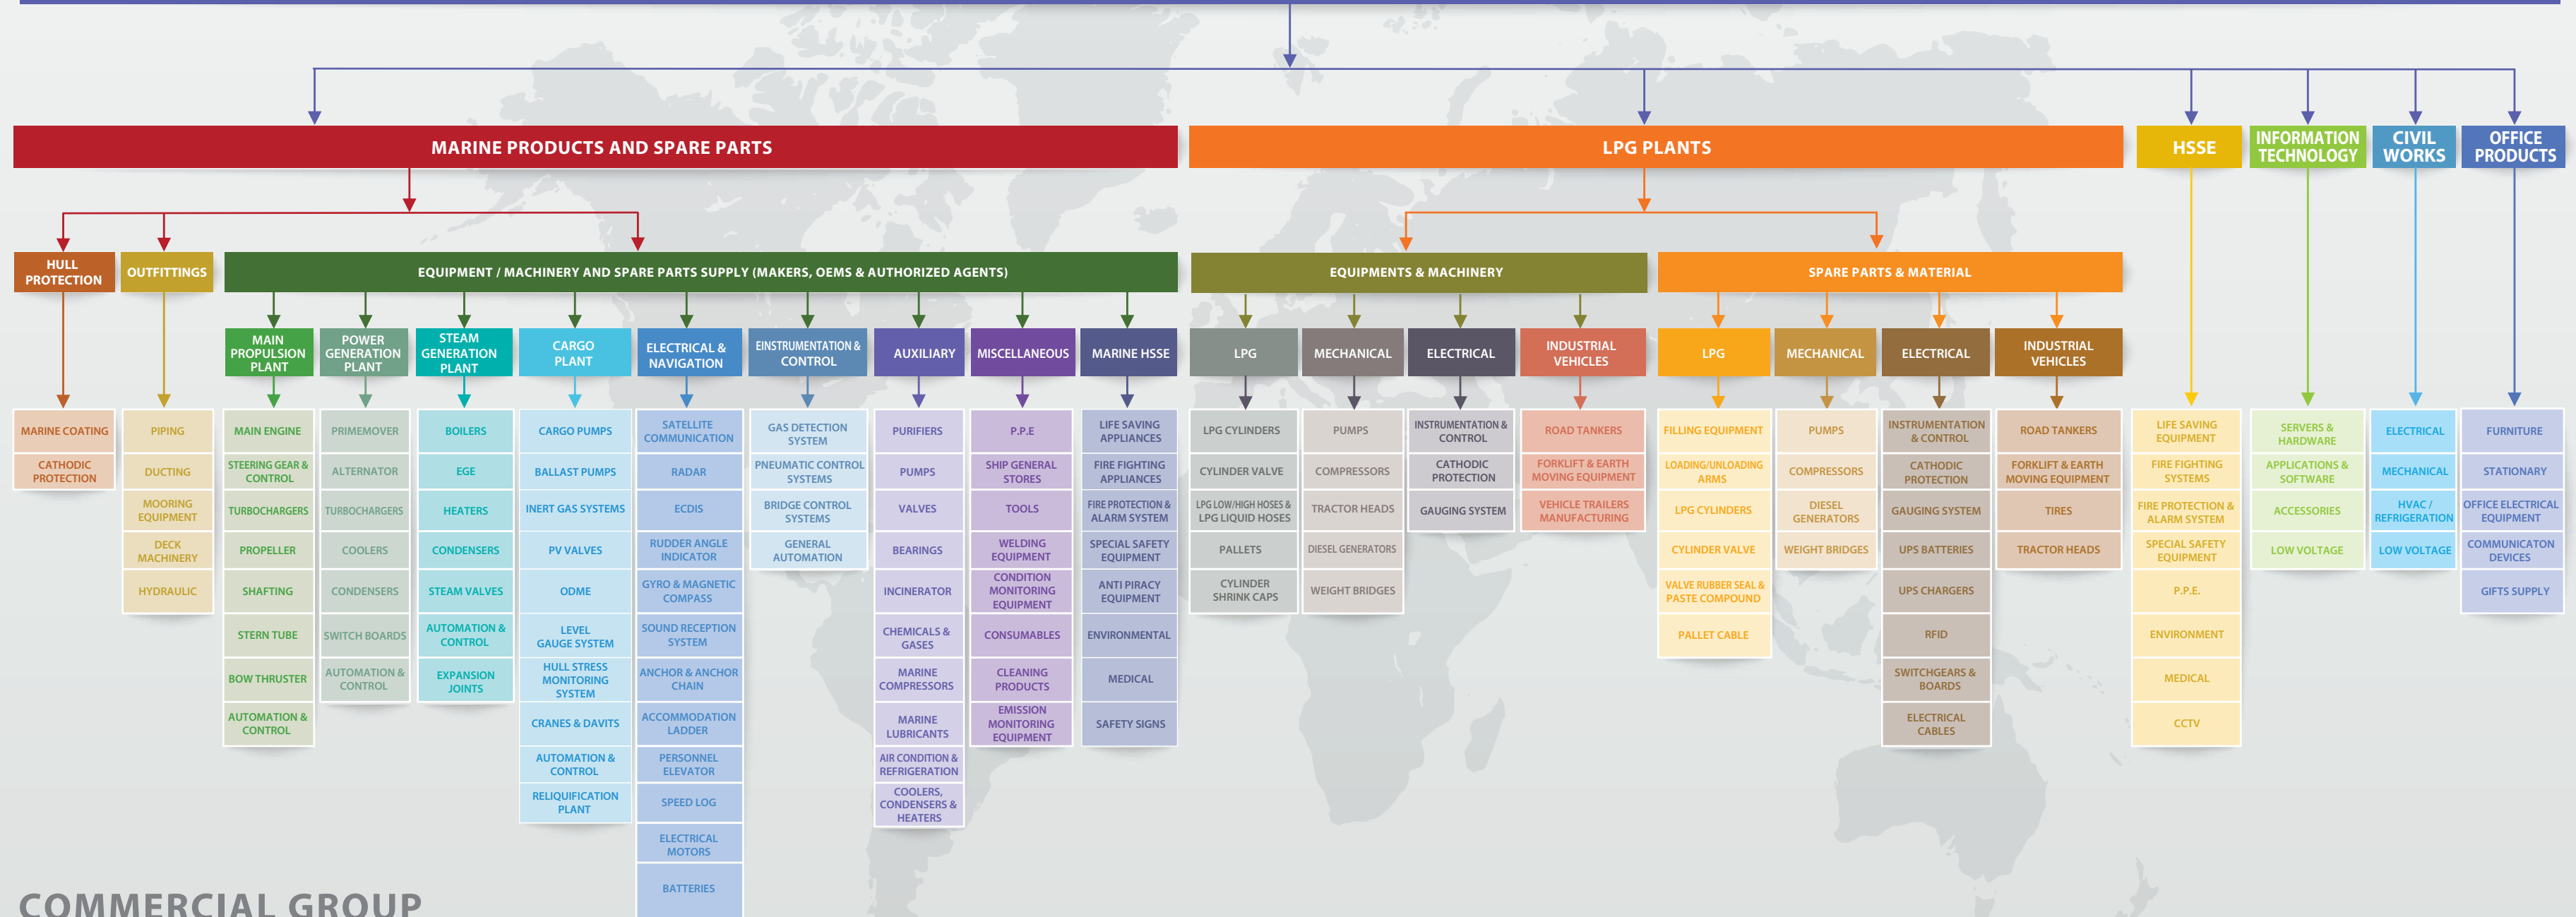 MARINE PRODUCTS AND SPARE PARTS
LPG PLANTS
HSSE
INFORMATION
TECHNOLOGY
CIVIL
WORKS
OFFICE
PRODUCTS
HULL
PROTECTION
OUTFITTINGS
EQUIPMENT / MACHINERY AND SPARE PARTS SUPPLY (MAKERS, OEMS & AUTHORIZED AGENTS)
EQUIPMENTS & MACHINERY
SPARE PARTS & MATERIAL
MAIN
PROPULSION
PLANT
POWER
GENERATION
PLANT
STEAM
GENERATION
PLANT
CARGO
PLANT
ELECTRICAL &
NAVIGATION
EINSTRUMENTATION &
CONTROL
AUXILIARY
MISCELLANEOUS
MARINE HSSE
LPG
MECHANICAL
ELECTRICAL
INDUSTRIAL
VEHICLES
LPG
MECHANICAL
ELECTRICAL
INDUSTRIAL
VEHICLES
MARINE COATING
CATHODIC
PROTECTION
PIPING
DUCTING
MOORING
EQUIPMENT
DECK
MACHINERY
HYDRAULIC
MAIN ENGINE
STEERING GEAR &
CONTROL
TURBOCHARGERS
PROPELLER
SHAFTING
STERN TUBE
BOW THRUSTER
AUTOMATION &
CONTROL
PRIMEMOVER
ALTERNATOR
TURBOCHARGERS
COOLERS
CONDENSERS
SWITCH BOARDS
AUTOMATION &
CONTROL
BOILERS
EGE
HEATERS
CONDENSERS
STEAM VALVES
AUTOMATION &
CONTROL
EXPANSION
JOINTS
CARGO PUMPS
BALLAST PUMPS
INERT GAS SYSTEMS
PV VALVES
ODME
LEVEL
GAUGE SYSTEM
HULL STRESS
MONITORING
SYSTEM
CRANES & DAVITS
AUTOMATION &
CONTROL
RELIQUIFICATION
PLANT
SATELLITE
COMMUNICATION
RADAR
ECDIS
RUDDER ANGLE
INDICATOR
GYRO & MAGNETIC
COMPASS
SOUND RECEPTION
SYSTEM
ANCHOR & ANCHOR
CHAIN
ACCOMMODATION
LADDER
PERSONNEL
ELEVATOR
SPEED LOG
ELECTRICAL
MOTORS
BATTERIES
GAS DETECTION
SYSTEM
PNEUMATIC CONTROL
SYSTEMS
BRIDGE CONTROL
SYSTEMS
GENERAL
AUTOMATION
PURIFIERS
PUMPS
VALVES
BEARINGS
INCINERATOR
CHEMICALS &
GASES
MARINE
COMPRESSORS
MARINE
LUBRICANTS
AIR CONDITION &
REFRIGERATION
COOLERS,
CONDENSERS &
HEATERS
P.P.E
SHIP GENERAL
STORES
TOOLS
WELDING
EQUIPMENT
CONDITION
MONITORING
EQUIPMENT
CONSUMABLES
CLEANING
PRODUCTS
EMISSION
MONITORING
EQUIPMENT
LIFE SAVING
APPLIANCES
FIRE FIGHTING
APPLIANCES
FIRE PROTECTION &
ALARM SYSTEM
SPECIAL SAFETY
EQUIPMENT
ANTI PIRACY
EQUIPMENT
ENVIRONMENTAL
MEDICAL
SAFETY SIGNS
LPG CYLINDERS
CYLINDER VALVE
LPG LOW/HIGH HOSES &
LPG LIQUID HOSES
PALLETS
CYLINDER
SHRINK CAPS
PUMPS
COMPRESSORS
TRACTOR HEADS
DIESEL GENERATORS
WEIGHT BRIDGES
INSTRUMENTATION &
CONTROL
CATHODIC
PROTECTION
GAUGING SYSTEM
ROAD TANKERS
FORKLIFT & EARTH
MOVING EQUIPMENT
VEHICLE TRAILERS
MANUFACTURING
FILLING EQUIPMENT
LOADING/UNLOADING
ARMS
LPG CYLINDERS
CYLINDER VALVE
VALVE RUBBER SEAL &
PASTE COMPOUND
PALLET CABLE
PUMPS
COMPRESSORS
DIESEL
GENERATORS
WEIGHT BRIDGES
INSTRUMENTATION
& CONTROL
CATHODIC
PROTECTION
GAUGING SYSTEM
UPS BATTERIES
UPS CHARGERS
RFID
SWITCHGEARS &
BOARDS
ELECTRICAL
CABLES
ROAD TANKERS
FORKLIFT & EARTH
MOVING EQUIPMENT
TIRES
TRACTOR HEADS
LIFE SAVING
EQUIPMENT
FIRE FIGHTING
SYSTEMS
FIRE PROTECTION &
ALARM SYSTEM
SPECIAL SAFETY
EQUIPMENT
P.P.E.
ENVIRONMENT
MEDICAL
CCTV
SERVERS &
HARDWARE
APPLICATIONS &
SOFTWARE
ACCESSORIES
LOW VOLTAGE
ELECTRICAL
MECHANICAL
HVAC /
REFRIGERATION
LOW VOLTAGE
FURNITURE
STATIONARY
OFFICE ELECTRICAL
EQUIPMENT
COMMUNICATON
DEVICES
GIFTS SUPPLY
COMMERCIAL GROUP